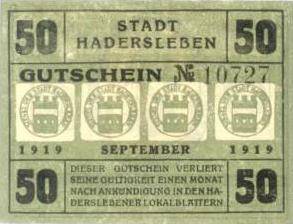 50 STADT 50
HADERSLEBEN
GUTSCHEIN № 10727
1919 SEPTEMBER 1919
50 DIESER GUTSCHEIN VERLIERT 50
SEINE GÜLTIGKEIT EINEN MONAT
NACH ANKÜNDIGUNG IN DEN HA-
DERSLEBENER LOKALBLÄTTERN.